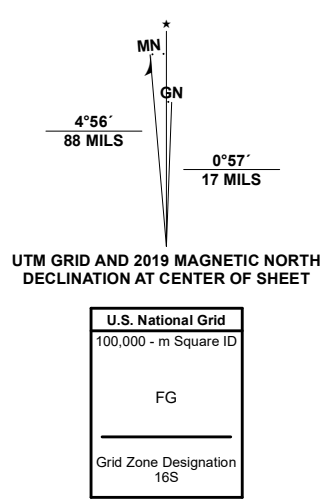 ★
MN
GN
4°56´
88 MILS
0°57´
17 MILS
UTM GRID AND 2019 MAGNETIC NORTH
DECLINATION AT CENTER OF SHEET
U.S. National Grid
100,000 - m Square ID
FG
Grid Zone Designation
16S